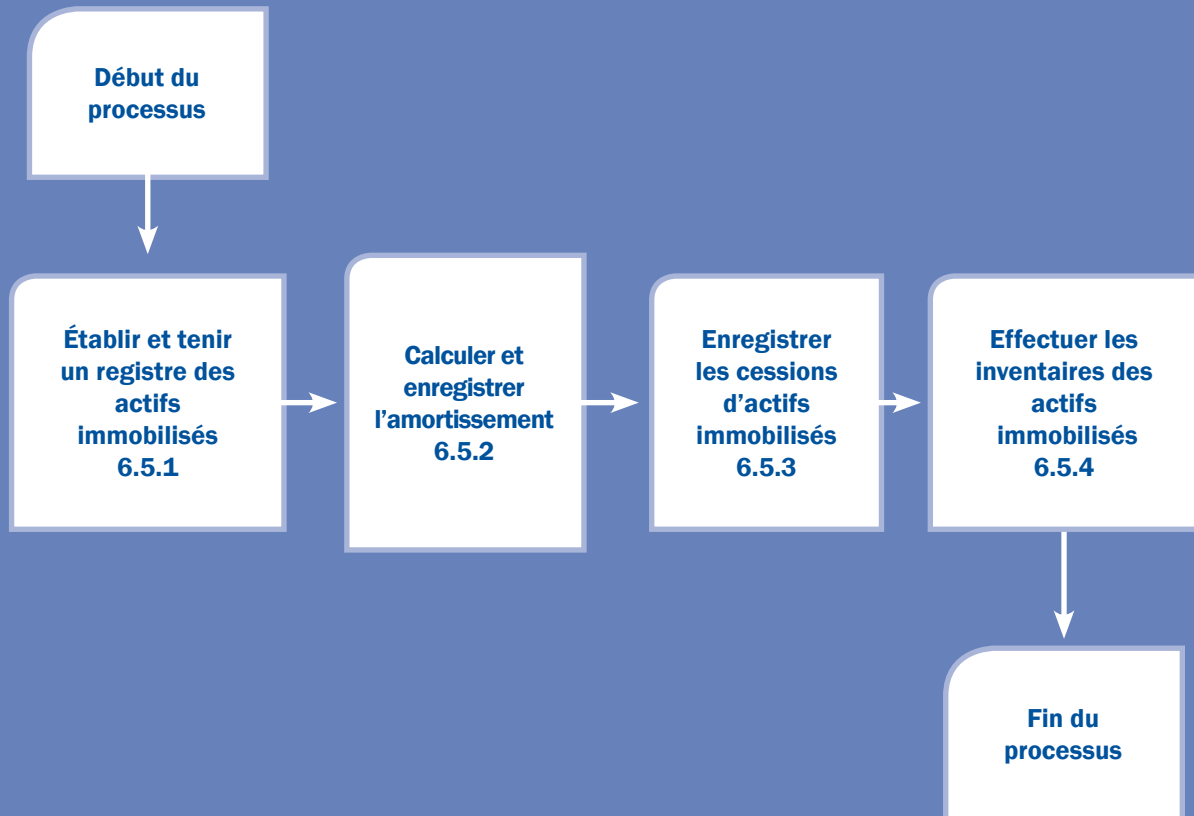 Début du
processus
Établir et tenir
un registre des
actifs
immobilisés
6.5.1
Calculer et
enregistrer
l’amortissement
6.5.2
Enregistrer
les cessions
d’actifs
immobilisés
6.5.3
Effectuer les
inventaires des
actifs
immobilisés
6.5.4
Fin du
processus